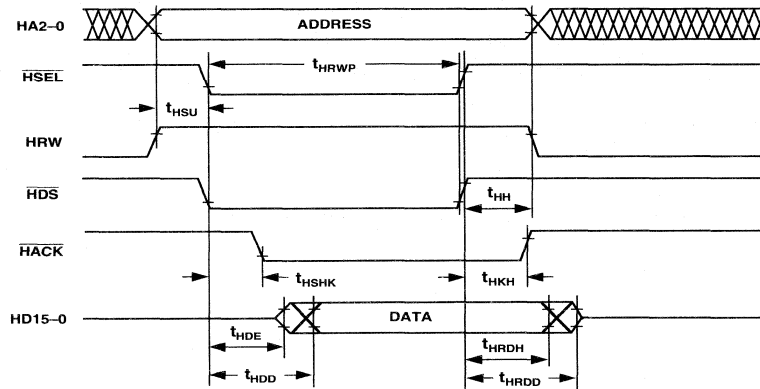 HA2–0
ADDRESS
HSEL
tHRWP
tHSU
HRW
HDS
tHH
HACK
tHSHK
tHKH
HD15–0
DATA
tHDE
tHRDH
tHDD
tHRDD